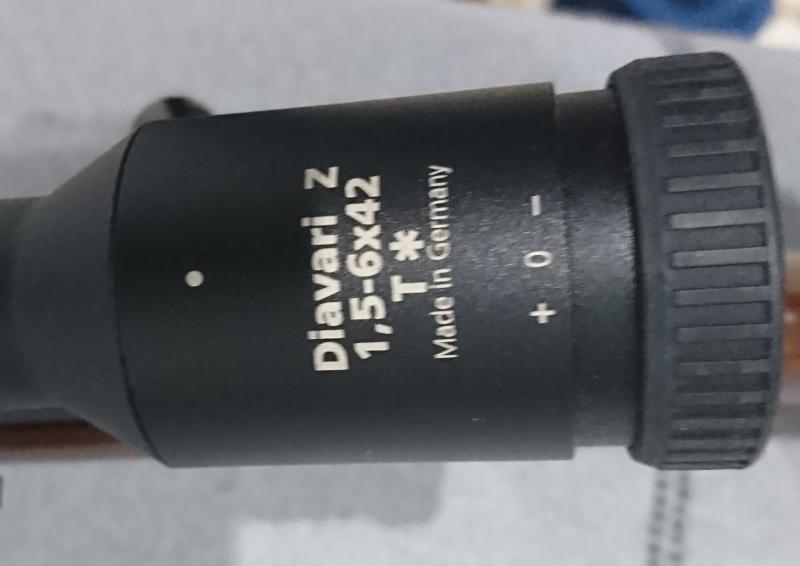 Diavari Z
1,5-6x42
T*
Made in Germany
+ 0 -